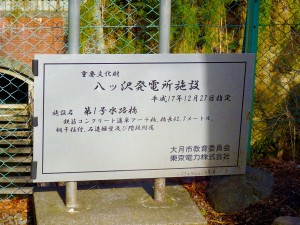 重要文化財
八ッ沢発電所施設
平成17年12月27日指定
施設名 第1号水路橋
鉄筋コンクリート造単アーチ橋、橋長42.7メートル、
桐子柱付、石造擁壁及び階段附属
大月市教育委員会
東京電力株式会社